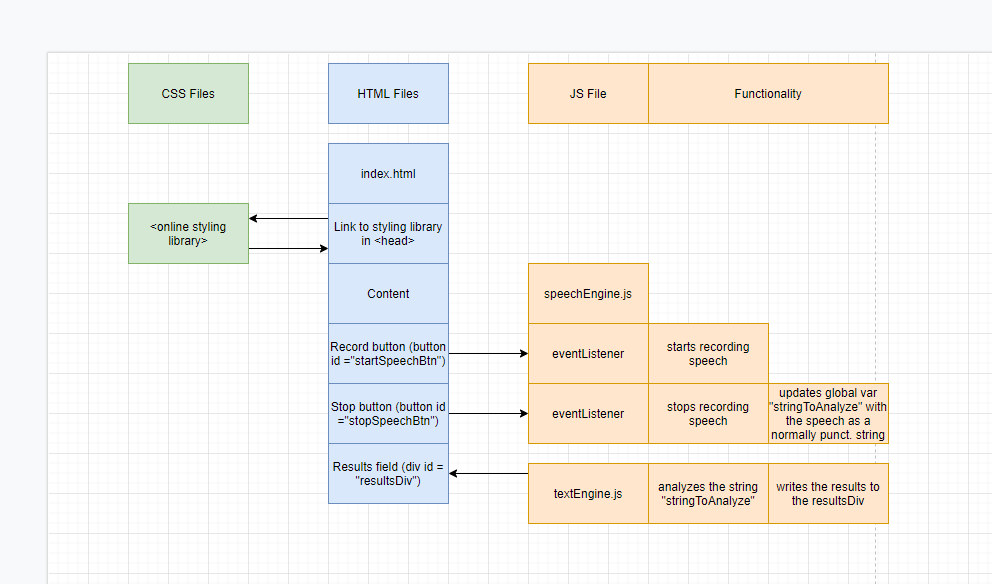 CSS Files
HTML Files
JS File
Functionality
index.html
<online styling
library>
Link to styling library
in <head>
Content
speechEngine.js
Record button (button
id ="startSpeechBtn")
eventListener
starts recording
speech
Stop button (button id
="stopSpeechBtn")
eventListener
stops recording
speech
updates global var
"stringToAnalyze" with
the speech as a
normally punct. string
Results field (div id =
"resultsDiv")
textEngine.js
analyzes the string
"stringToAnalyze"
writes the results to
the resultsDiv